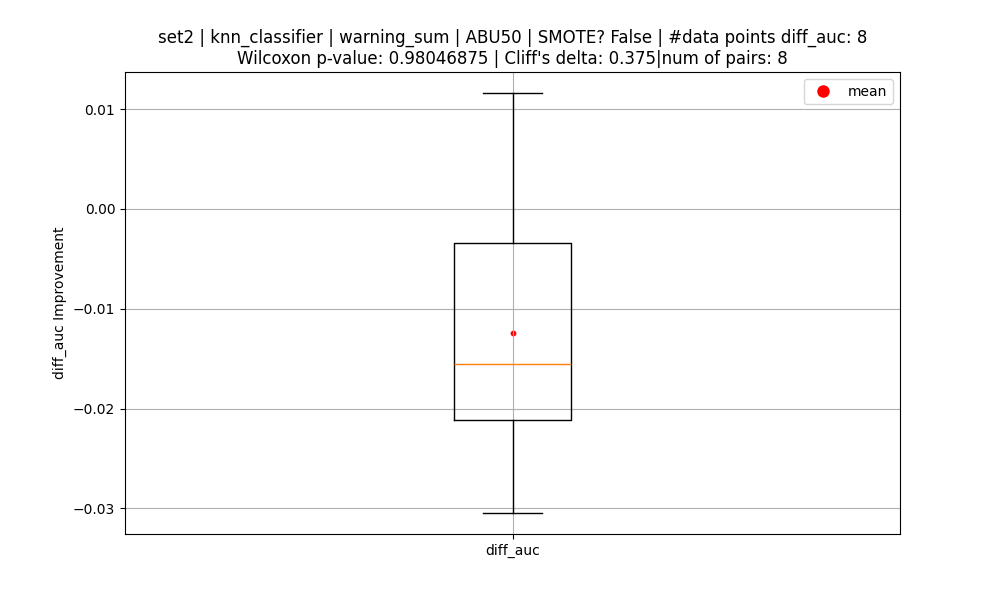 set2 | knn_classifier | warning_sum | ABU50 | SMOTE? False | #data points diff_auc: 8
Wilcoxon p-value: 0.98046875 | Cliff's delta: 0.375|num of pairs: 8
mean
0.01
0.00
−0.01
−0.02
−0.03
diff_auc Improvement
diff_auc